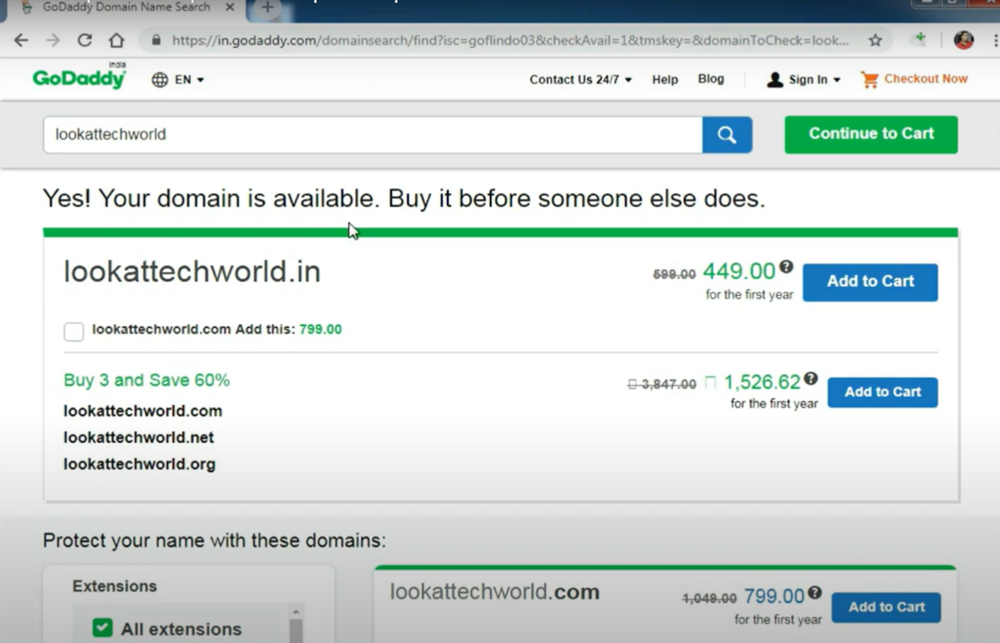 GoDaddy Domain Name Search
https://in.godaddy.com/domainsearch/find?isc=goflindo03&checkAvail=1&tmskey=&domainToCheck=look...
GoDaddy India
EN
Contact Us 24/7
Help
Blog
Sign In
Checkout Now
lookattechworld
Continue to Cart
Yes! Your domain is available. Buy it before someone else does.
lookattechworld.in
599.00 449.00
Add to Cart
for the first year
lookattechworld.com Add this: 799.00
Buy 3 and Save 60%
3,847.00 1,526.62
Add to Cart
for the first year
lookattechworld.com
lookattechworld.net
lookattechworld.org
Protect your name with these domains:
Extensions
All extensions
lookattechworld.com
1,049.00 799.00
Add to Cart
for the first year